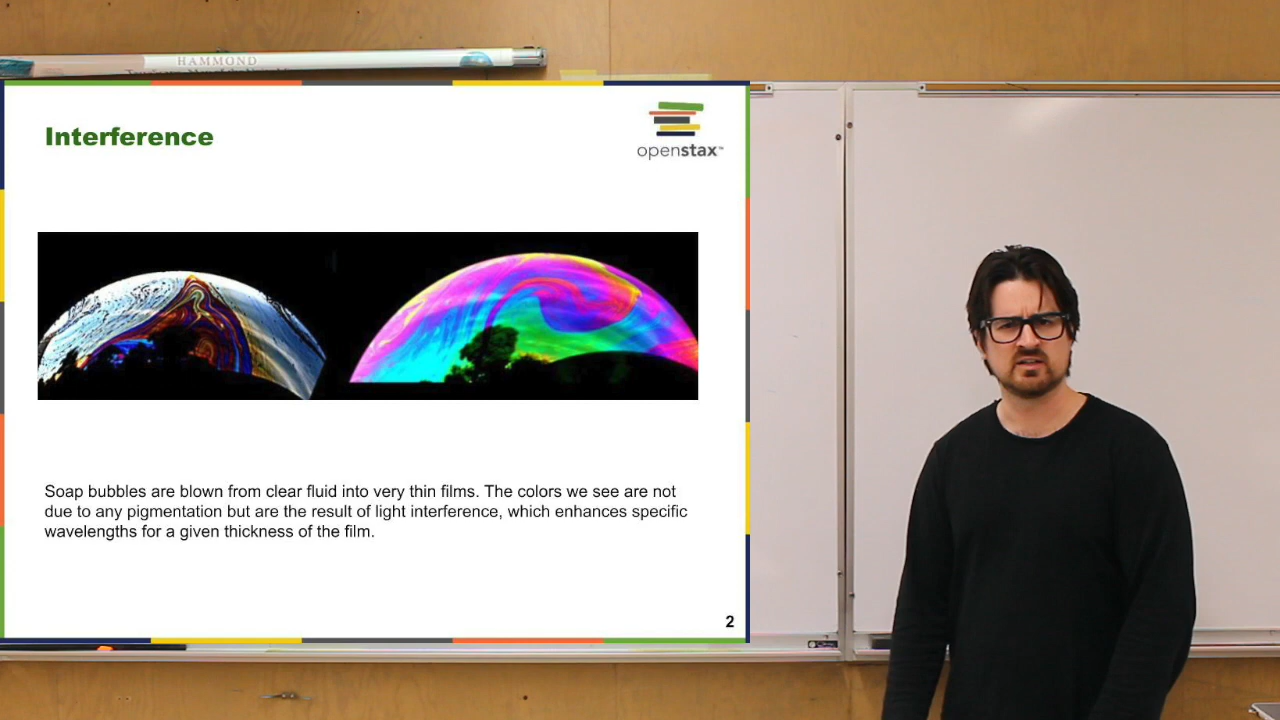 HAMMOND
Interference
openstax™
Soap bubbles are blown from clear fluid into very thin films. The colors we see are not
due to any pigmentation but are the result of light interference, which enhances specific
wavelengths for a given thickness of the film.
2